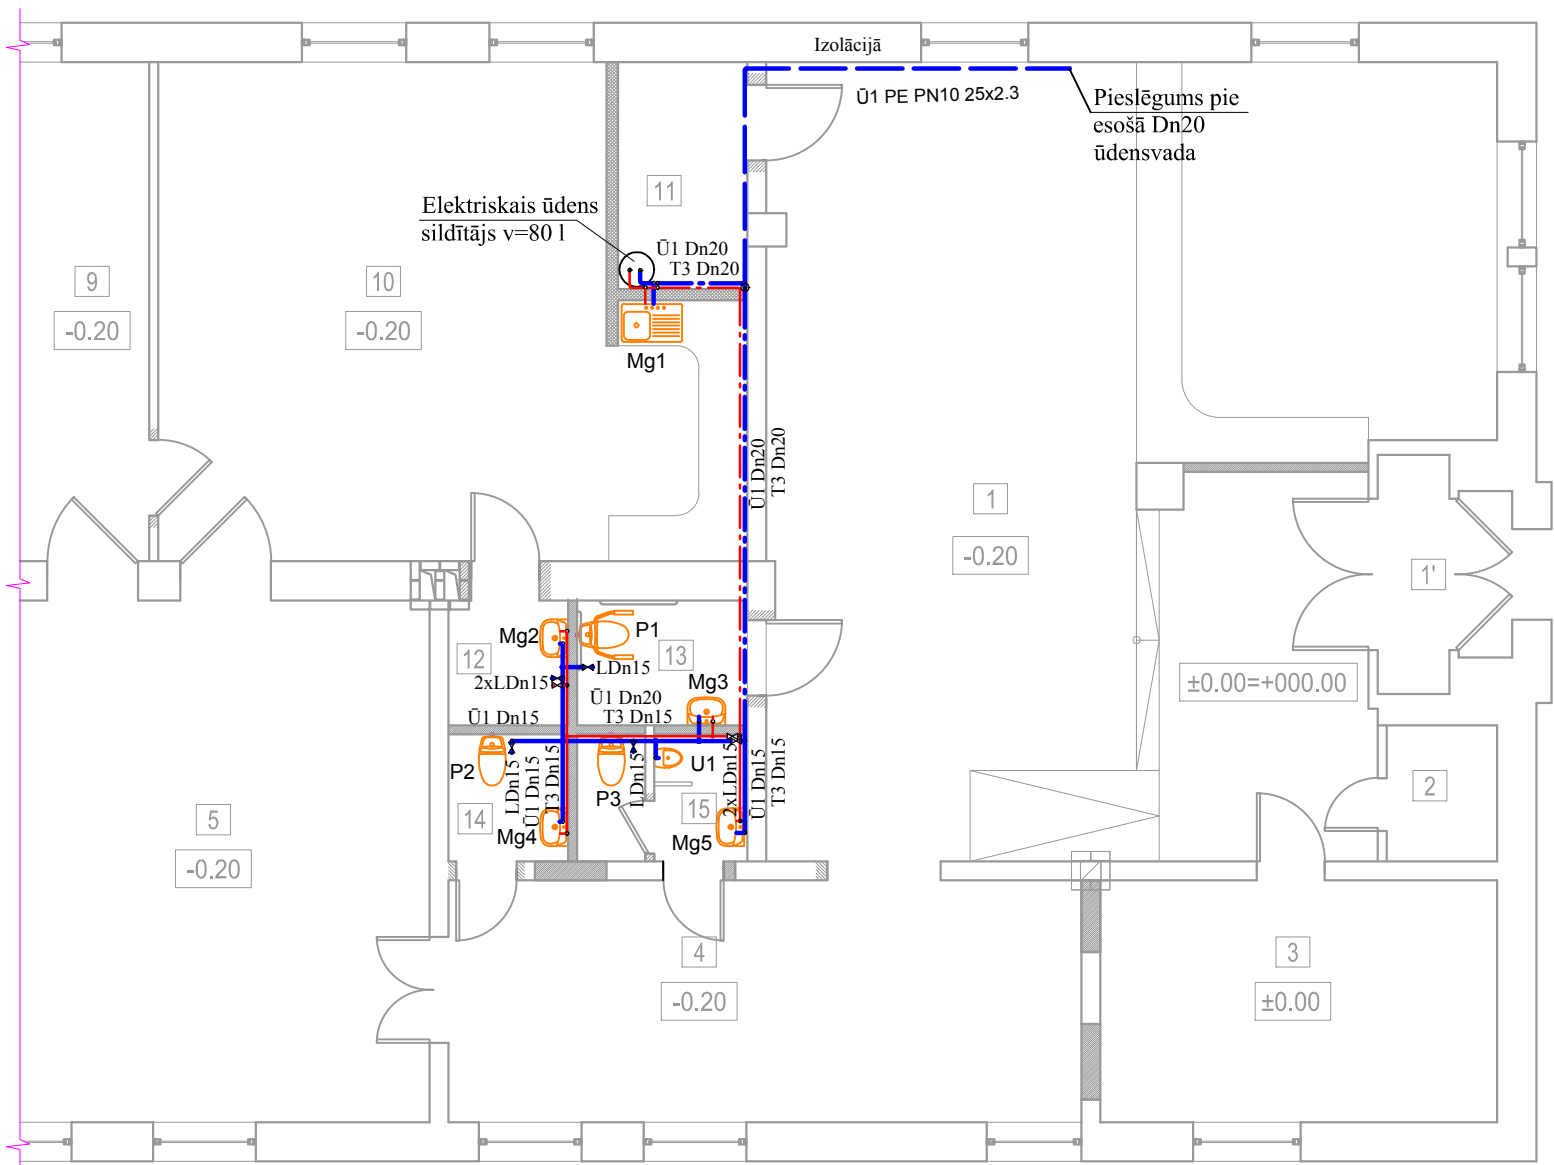 Izolācijā
Ū1 PE PN10 25x2.3
Pieslēgums pie
esošā Dn20
ūdensvada
11
Elektriskais ūdens
sildītājs v=80 l
Ū1 Dn20
T3 Dn20
9
-0.20
10
-0.20
Mg1
Ū1 Dn20
T3 Dn20
1
-0.20
1'
Mg2
P1
12
13
LDn15
2xLDn15
Mg3
±0.00=+000.00
Ū1 Dn20
T3 Dn15
Ū1 Dn15
P2
LDn15
Ū1 Dn15
T3 Dn15
P3
LDn15
U1
2xLDn15
Ū1 Dn15
T3 Dn15
2
5
-0.20
14
15
Mg4
Mg5
4
-0.20
3
±0.00